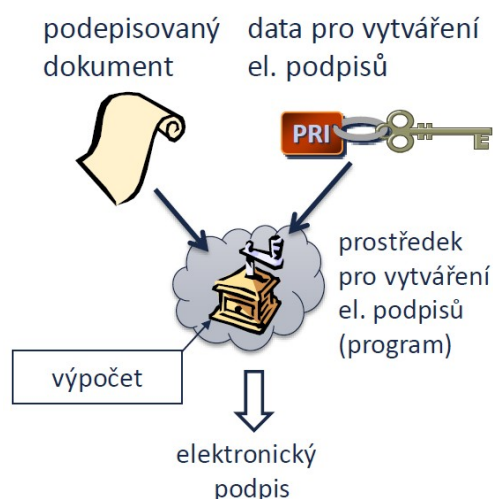 podepisovaný
dokument
data pro vytváření
el. podpisů
PRI
E
prostředek
pro vytváření
el. podpisů
(program)
výpočet
elektronický
podpis